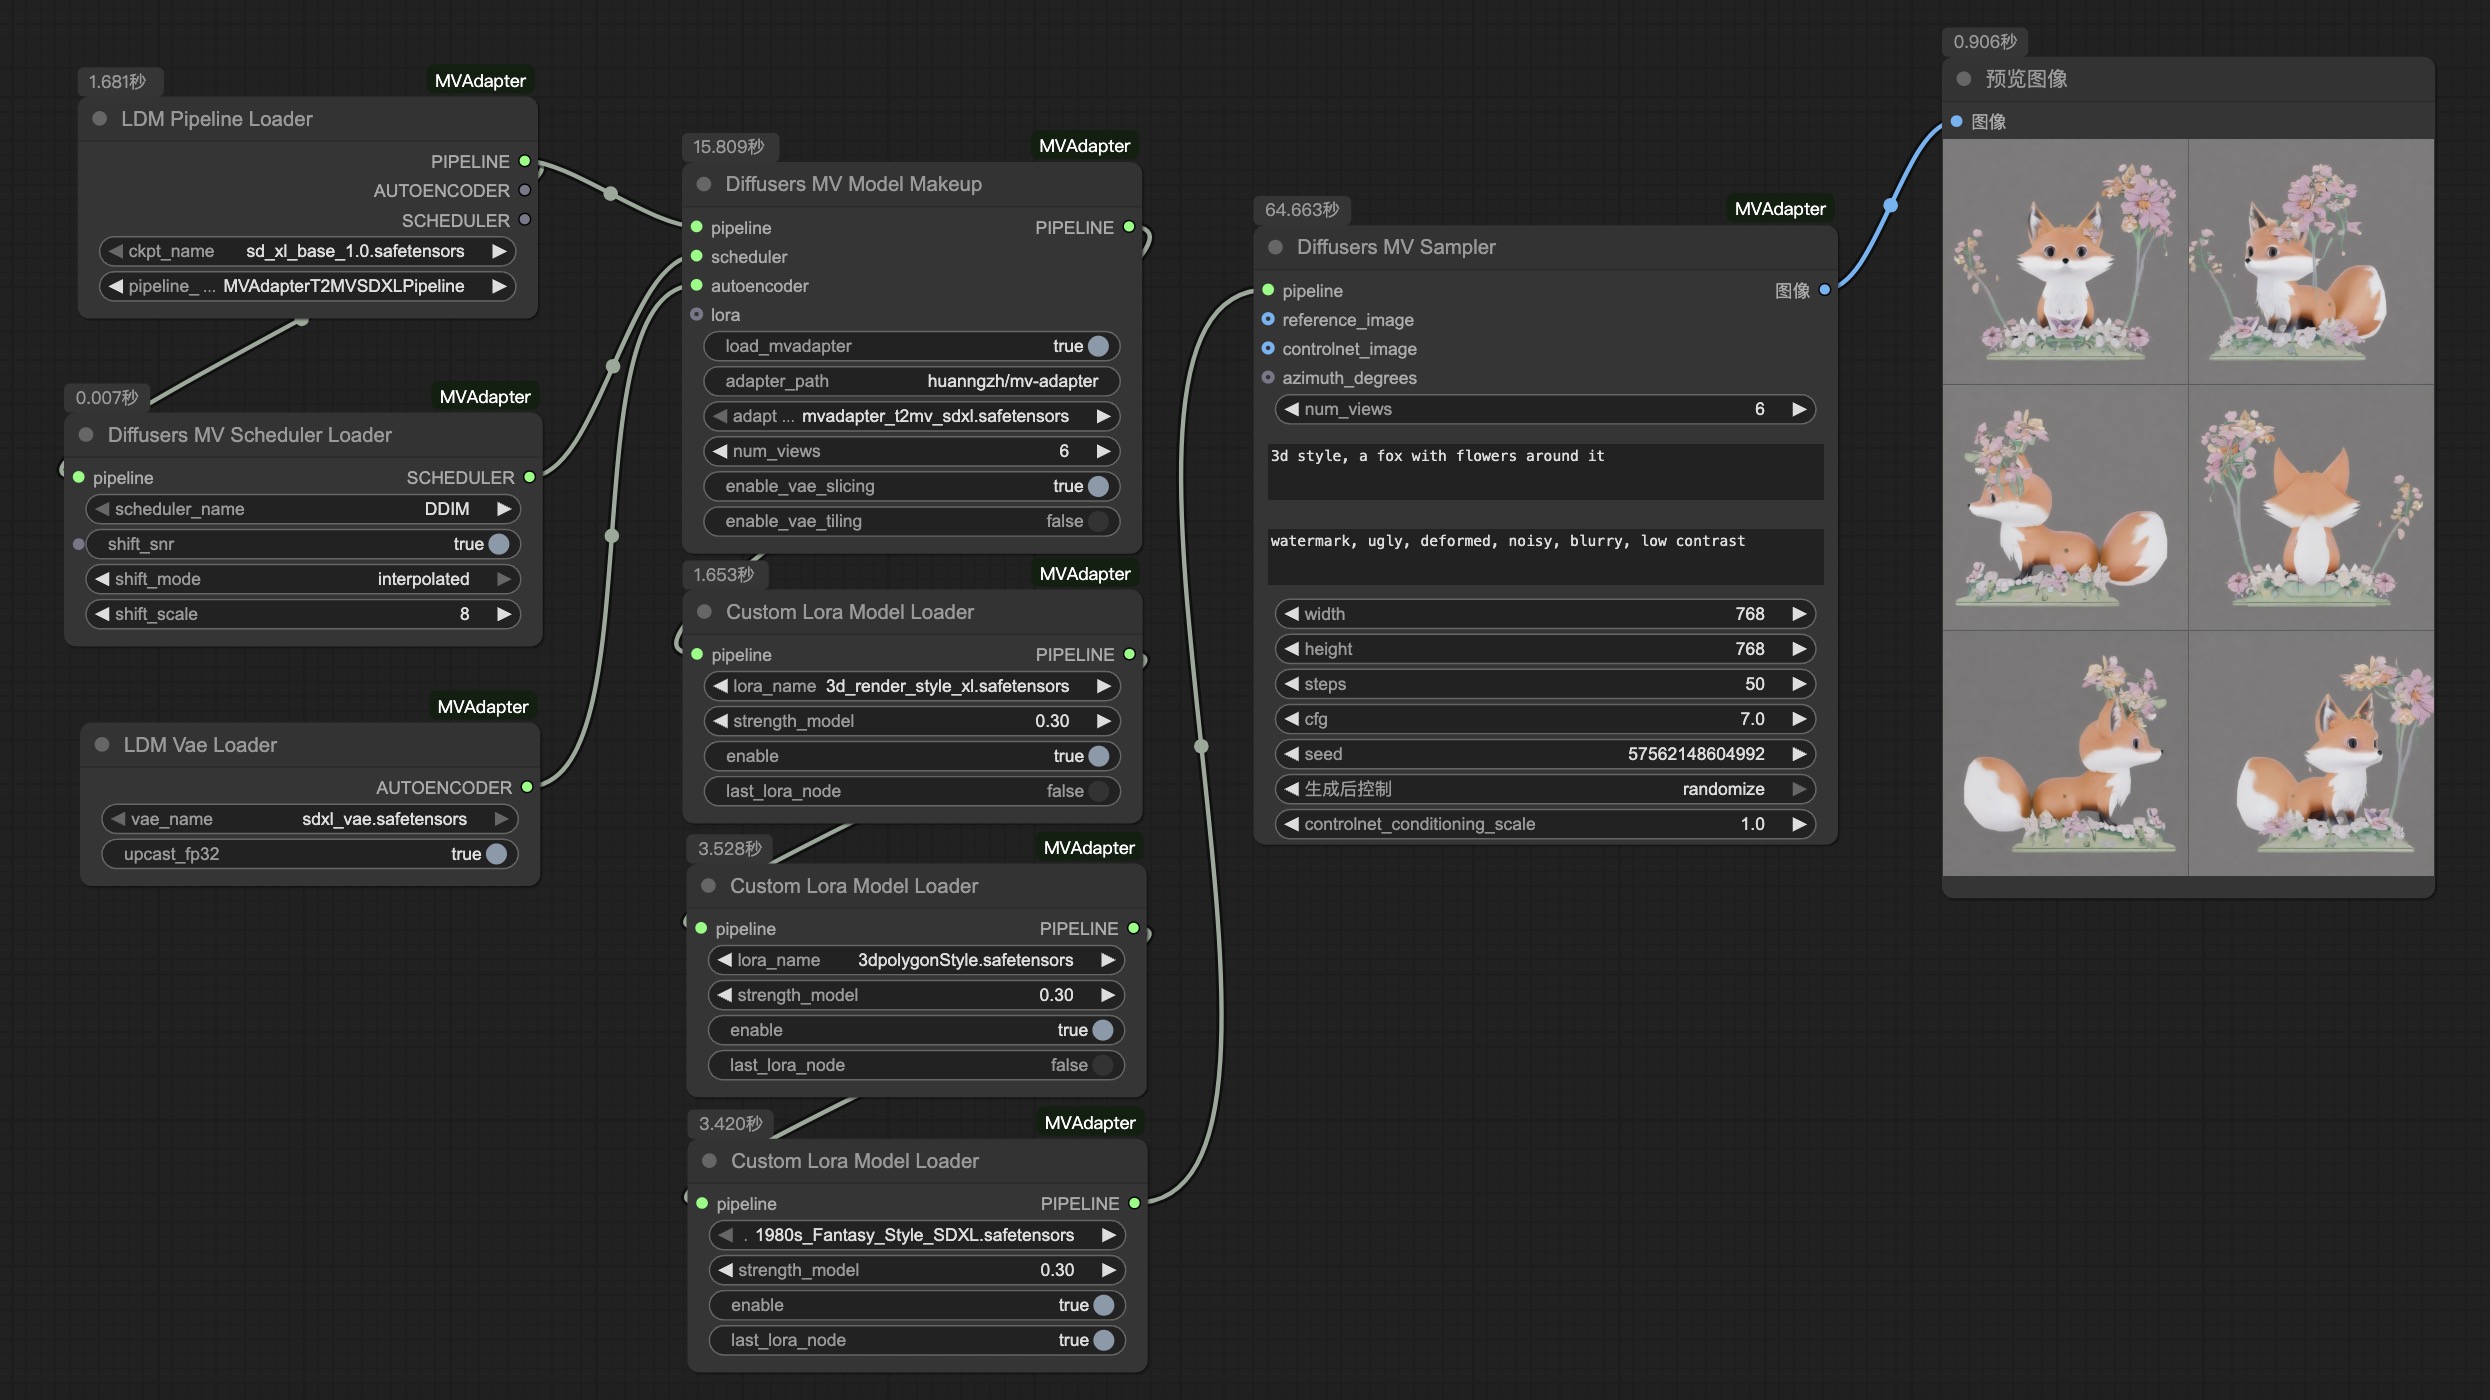 1.681秒
MVAdapter
LDM Pipeline Loader
PIPELINE
AUTOENCODER
SCHEDULER
ckpt_name sd_xl_base_1.0.safetensors
pipeline_ ... MVAdapterT2MVSDXLPipeline
0.007秒
MVAdapter
Diffusers MV Scheduler Loader
pipeline SCHEDULER
scheduler_name DDIM
shift_snr true
shift_mode interpolated
shift_scale 8
MVAdapter
LDM Vae Loader
AUTOENCODER
vae_name sdxl_vae.safetensors
upcast_fp32 true
15.809秒
MVAdapter
Diffusers MV Model Makeup
pipeline PIPELINE
scheduler
autoencoder
lora
load_mvadapter true
adapter_path huanngzh/mv-adapter
adapt ... mvadapter_t2mv_sdxl.safetensors
num_views 6
enable_vae_slicing true
enable_vae_tiling false
1.653秒
MVAdapter
Custom Lora Model Loader
pipeline PIPELINE
lora_name 3d_render_style_xl.safetensors
strength_model 0.30
enable true
last_lora_node false
3.528秒
MVAdapter
Custom Lora Model Loader
pipeline PIPELINE
lora_name 3dpolygonStyle.safetensors
strength_model 0.30
enable true
last_lora_node false
3.420秒
MVAdapter
Custom Lora Model Loader
pipeline PIPELINE
. 1980s_Fantasy_Style_SDXL.safetensors
strength_model 0.30
enable true
last_lora_node true
64.663秒
MVAdapter
Diffusers MV Sampler
pipeline 图像
reference_image
controlnet_image
azimuth_degrees
num_views 6
3d style, a fox with flowers around it
watermark, ugly, deformed, noisy, blurry, low contrast
width 768
height 768
steps 50
cfg 7.0
seed 57562148604992
生成后控制 randomize
controlnet_conditioning_scale 1.0
0.906秒
预览图像
图像